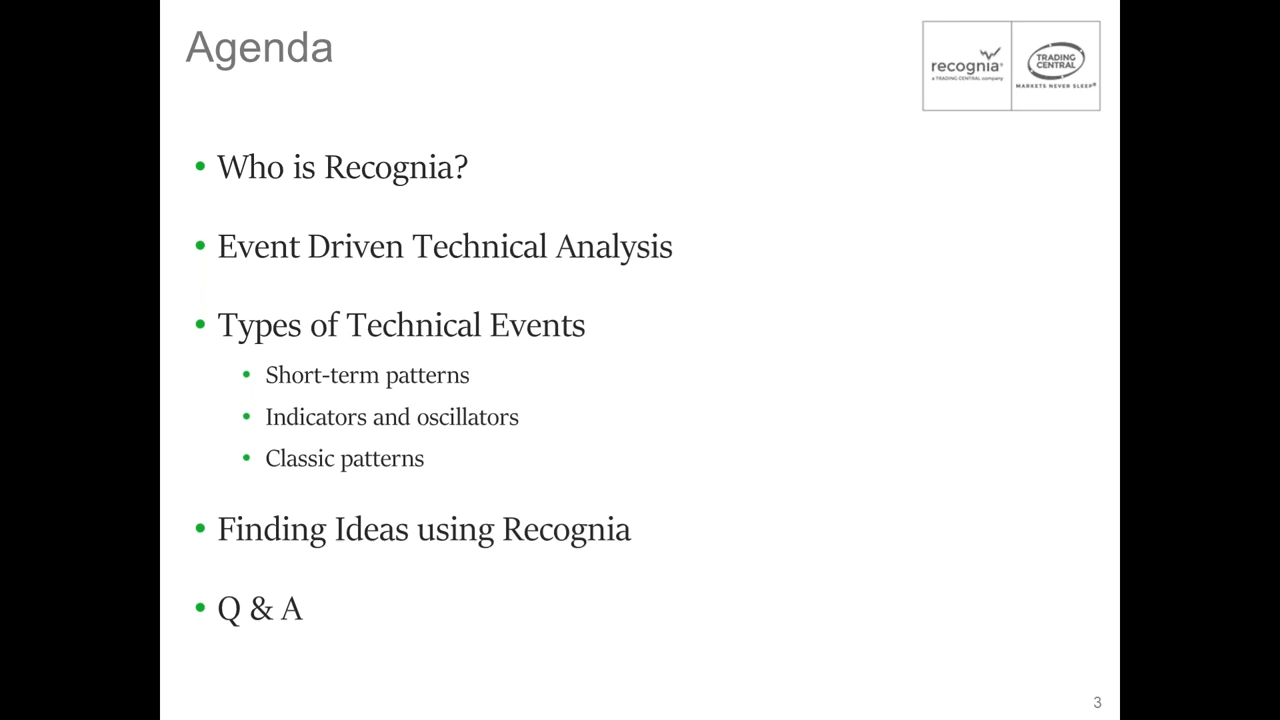 Agenda
recognia®
a TRADING CENTRAL company
TRADING
CENTRAL
MARKETS NEVER SLEEP®
• Who is Recognia?
• Event Driven Technical Analysis
• Types of Technical Events
• Short-term patterns
• Indicators and oscillators
• Classic patterns
• Finding Ideas using Recognia
• Q & A
3